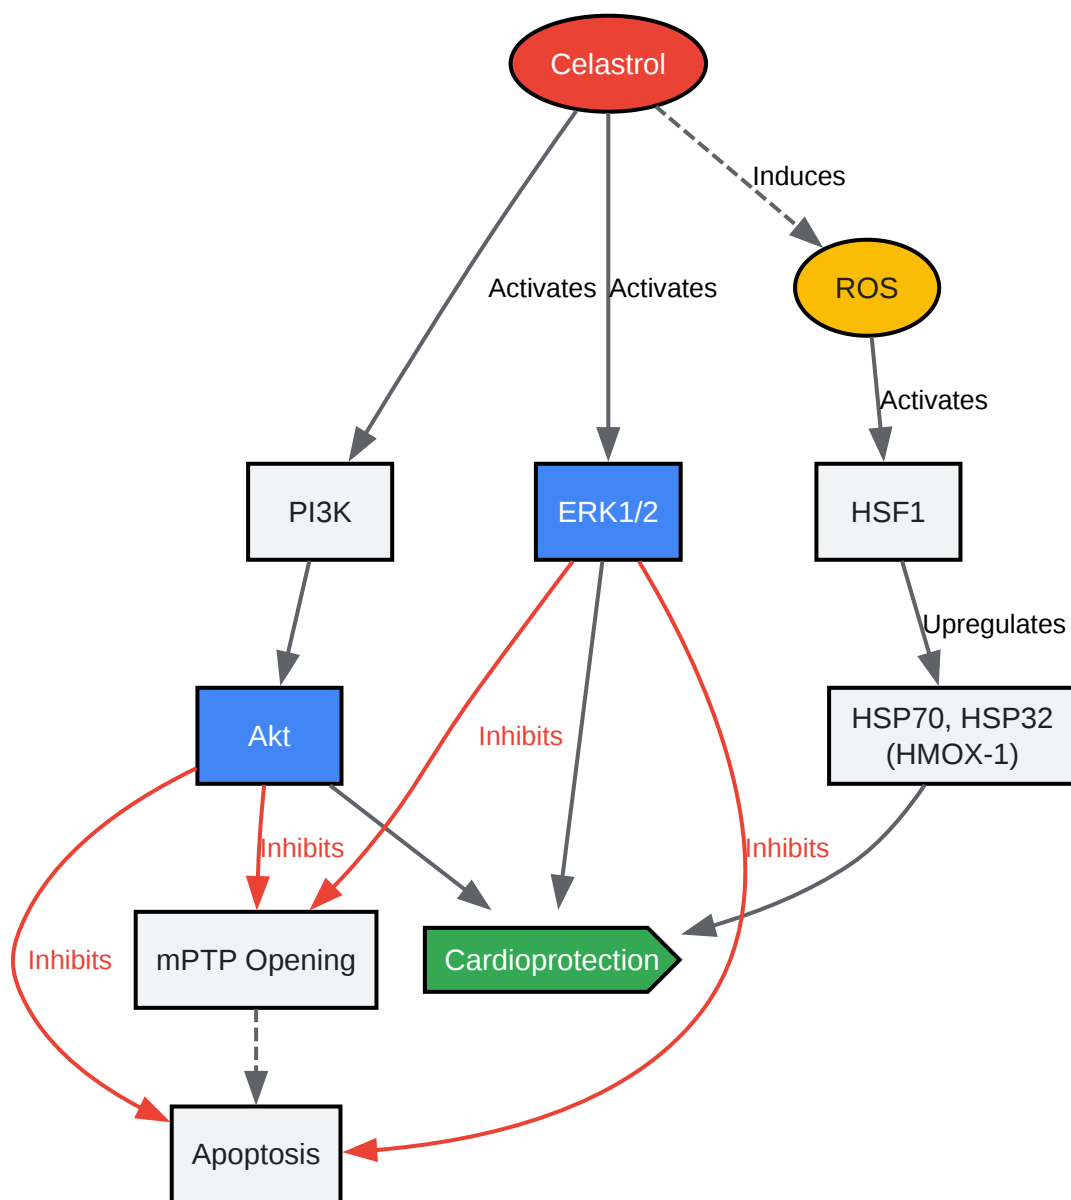 Celastrol
Induces
ROS
Activates
Activates
Activates
PI3K
ERK1/2
HSF1
Upregulates
Akt
Inhibits
HSP70, HSP32
(HMOX-1)
Inhibits
Inhibits
Inhibits
mPTP Opening
Cardioprotection
Apoptosis